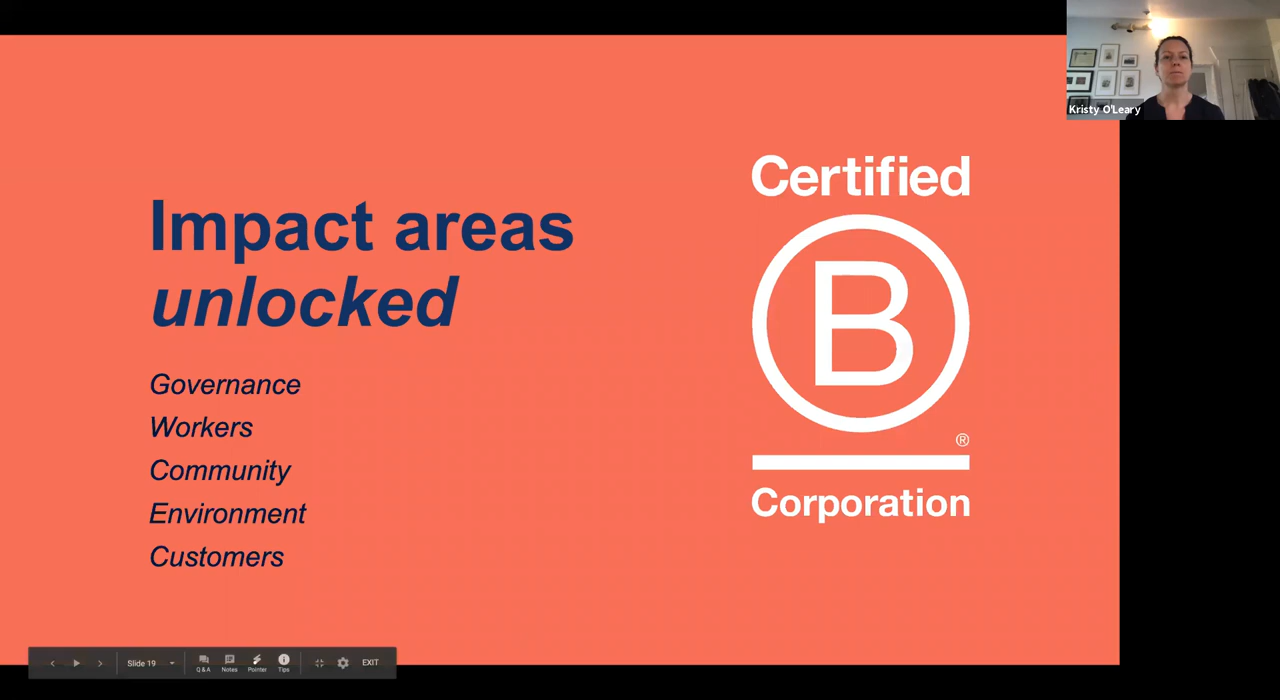 Kristy O'Leary
Certified
B
®
Corporation
Impact areas
unlocked
Governance
Workers
Community
Environment
Customers
Slide 19
Q&A
Notes
Pointer
Tips
EXIT